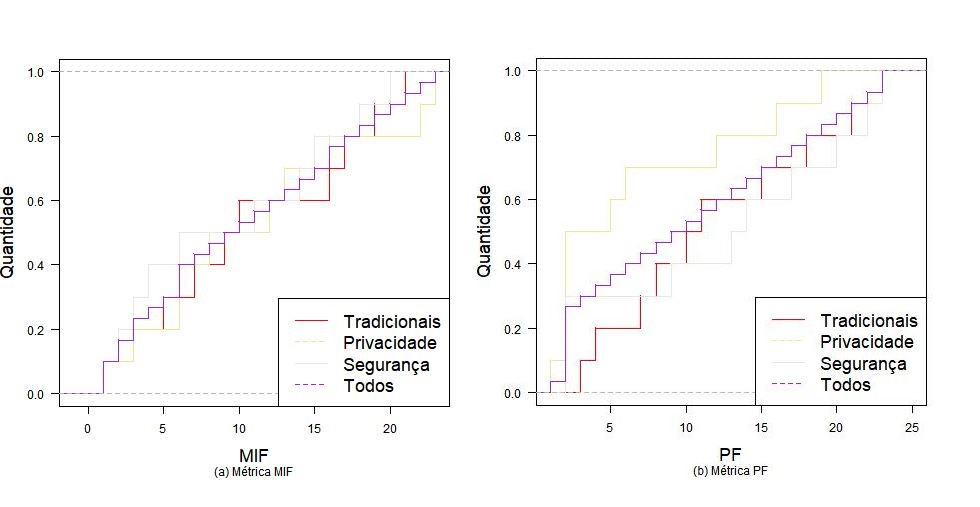 Quantidade
1.0
0.8
0.6
0.4
0.2
0.0
Tradicionais
Privacidade
Segurança
Todos
0 5 10 15 20
MIF
(a) Métrica MIF
Quantidade
1.0
0.8
0.6
0.4
0.2
0.0
Tradicionais
Privacidade
Segurança
Todos
5 10 15 20 25
PF
(b) Métrica PF